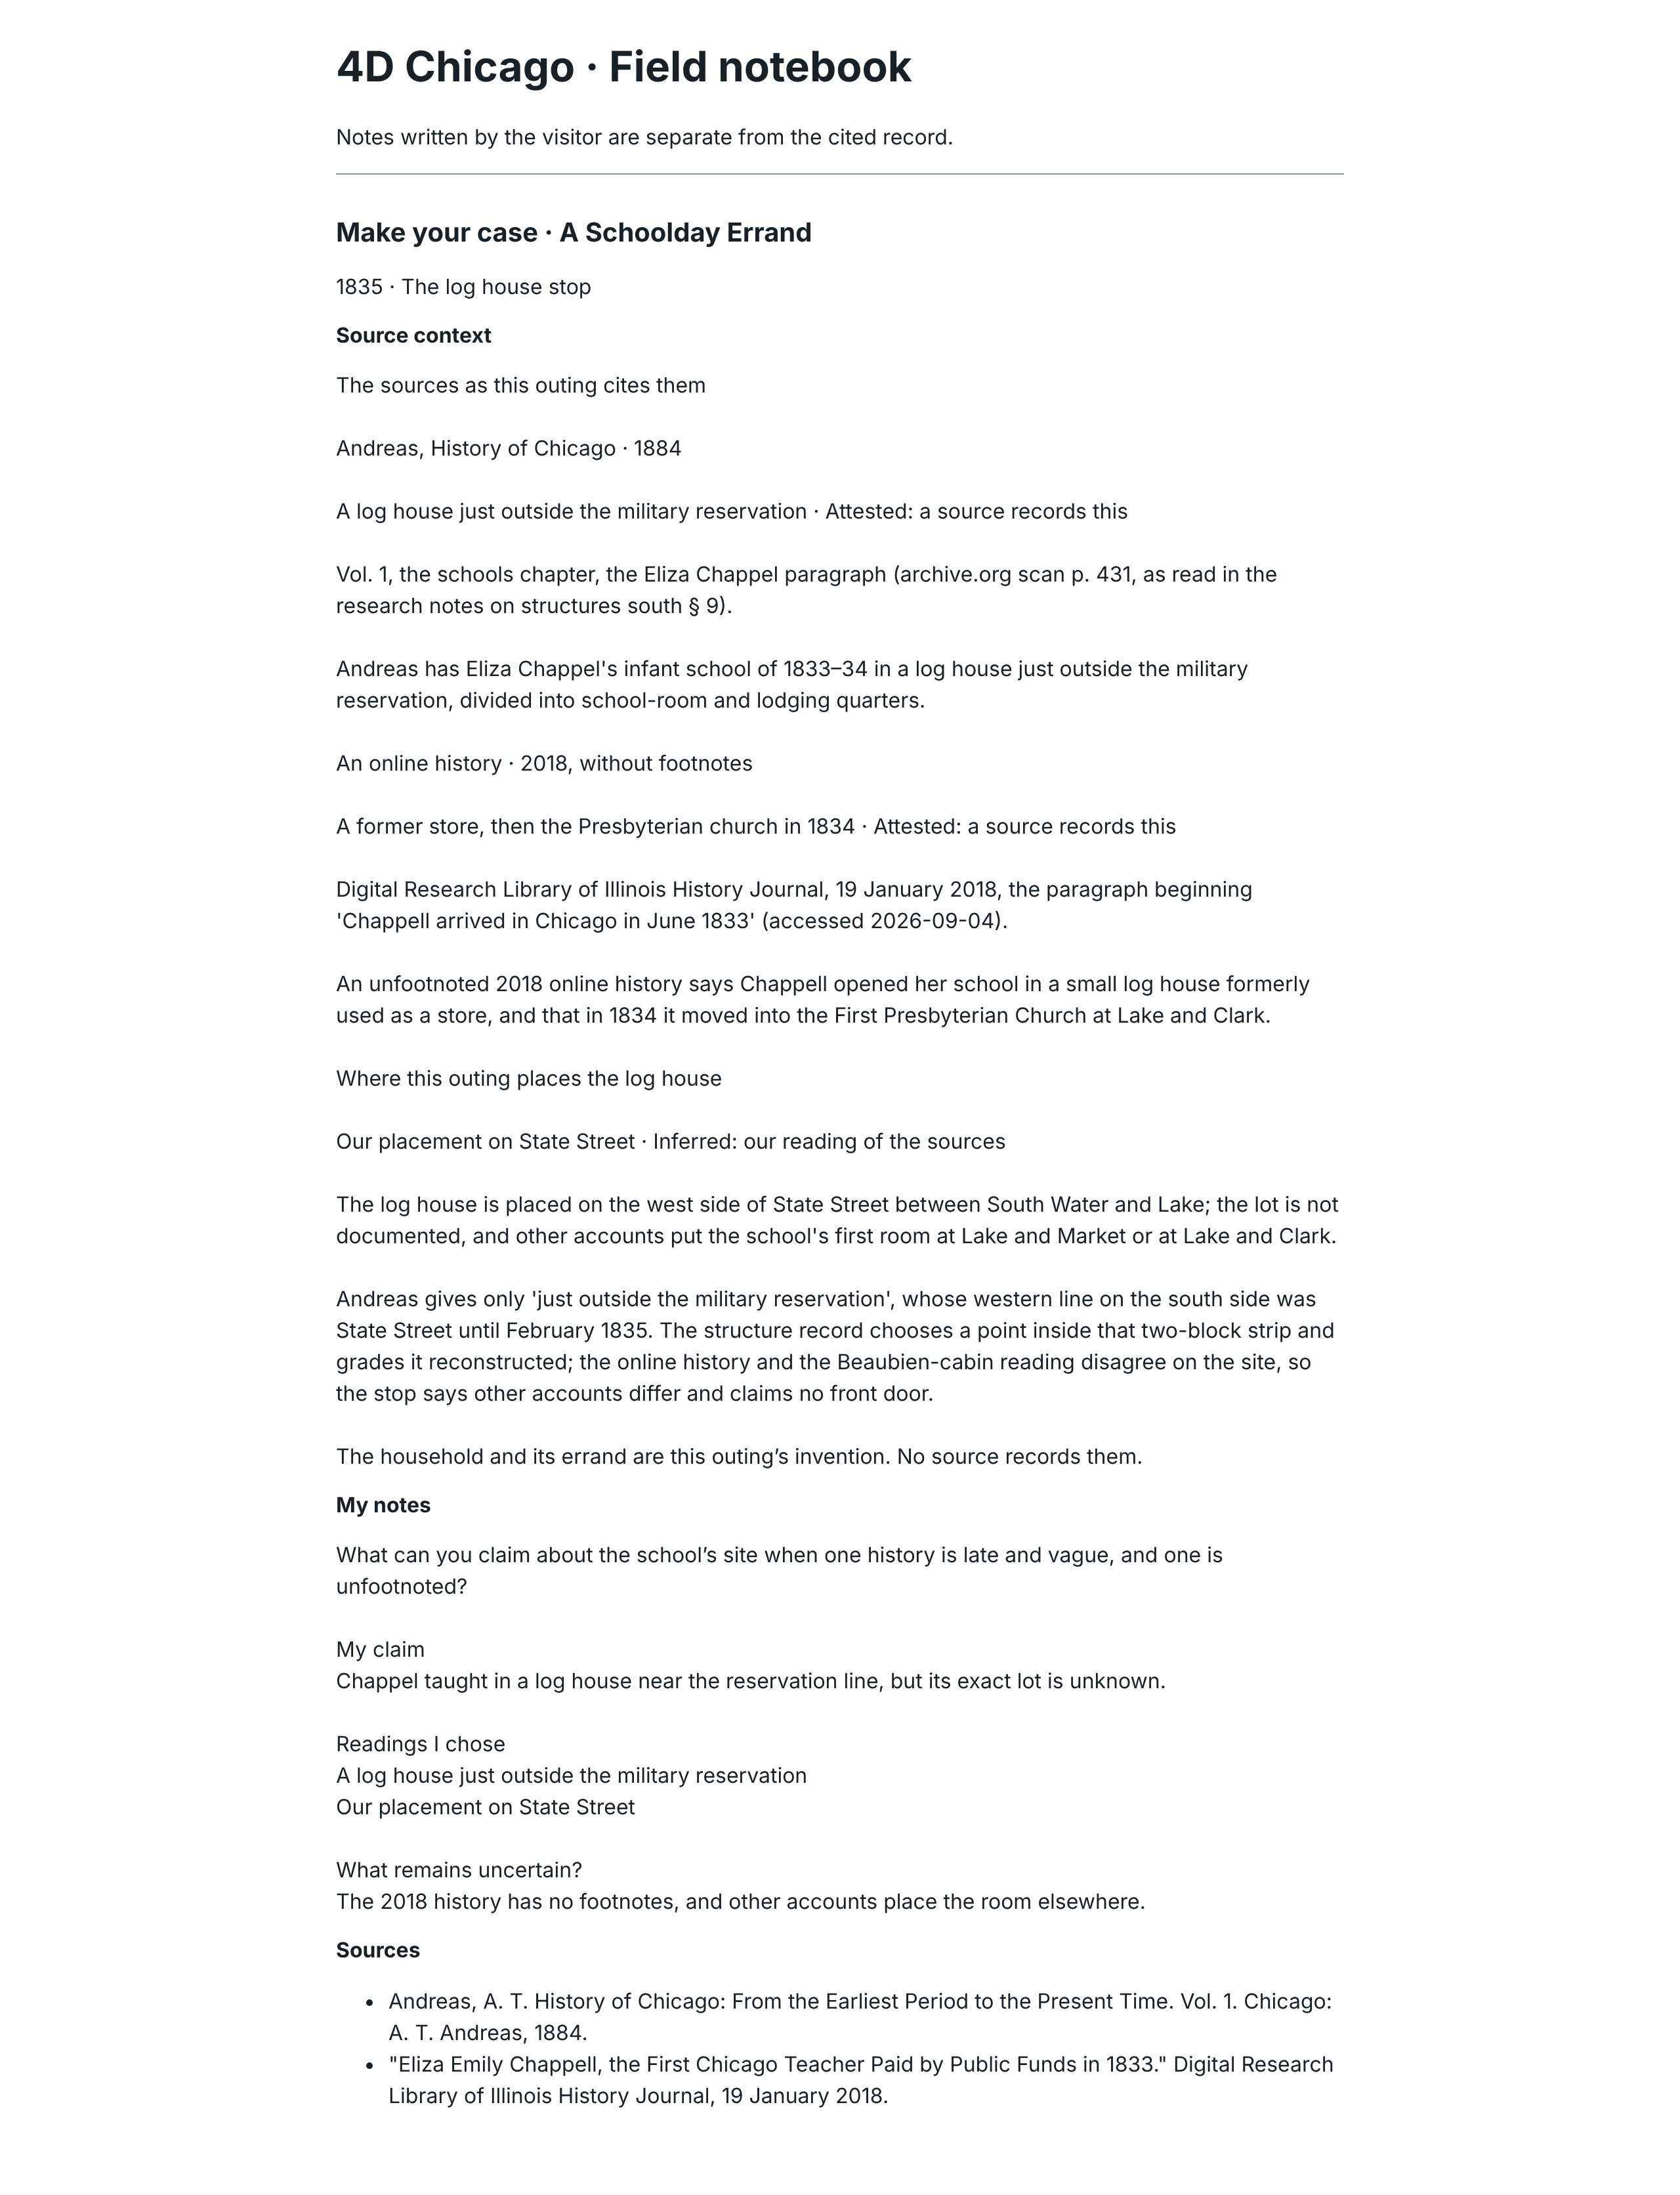 4D Chicago · Field notebook
Notes written by the visitor are separate from the cited record.
Make your case · A Schoolday Errand
1835 · The log house stop
Source context
The sources as this outing cites them
Andreas, History of Chicago · 1884
A log house just outside the military reservation · Attested: a source records this
Vol. 1, the schools chapter, the Eliza Chappel paragraph (archive.org scan p. 431, as read in the
research notes on structures south § 9).
Andreas has Eliza Chappel's infant school of 1833–34 in a log house just outside the military
reservation, divided into school-room and lodging quarters.
An online history · 2018, without footnotes
A former store, then the Presbyterian church in 1834 · Attested: a source records this
Digital Research Library of Illinois History Journal, 19 January 2018, the paragraph beginning
'Chappell arrived in Chicago in June 1833' (accessed 2026-09-04).
An unfootnoted 2018 online history says Chappell opened her school in a small log house formerly
used as a store, and that in 1834 it moved into the First Presbyterian Church at Lake and Clark.
Where this outing places the log house
Our placement on State Street · Inferred: our reading of the sources
The log house is placed on the west side of State Street between South Water and Lake; the lot is not
documented, and other accounts put the school's first room at Lake and Market or at Lake and Clark.
Andreas gives only 'just outside the military reservation', whose western line on the south side was
State Street until February 1835. The structure record chooses a point inside that two-block strip and
grades it reconstructed; the online history and the Beaubien-cabin reading disagree on the site, so
the stop says other accounts differ and claims no front door.
The household and its errand are this outing’s invention. No source records them.
My notes
What can you claim about the school’s site when one history is late and vague, and one is
unfootnoted?
My claim
Chappel taught in a log house near the reservation line, but its exact lot is unknown.
Readings I chose
A log house just outside the military reservation
Our placement on State Street
What remains uncertain?
The 2018 history has no footnotes, and other accounts place the room elsewhere.
Sources
• Andreas, A. T. History of Chicago: From the Earliest Period to the Present Time. Vol. 1. Chicago:
A. T. Andreas, 1884.
• "Eliza Emily Chappell, the First Chicago Teacher Paid by Public Funds in 1833." Digital Research
Library of Illinois History Journal, 19 January 2018.